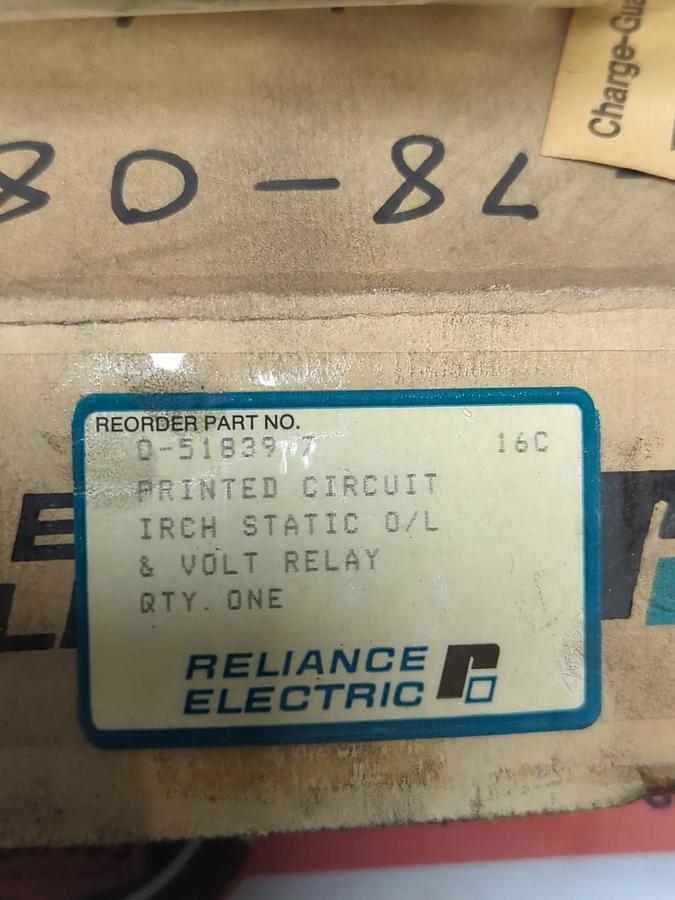 Charge-Gua
80-8L
REORDER PART NO.
0-51839-7 16C
PRINTED CIRCUIT
IRCH STATIC O/L
& VOLT RELAY
QTY. ONE
RELIANCE
ELECTRIC